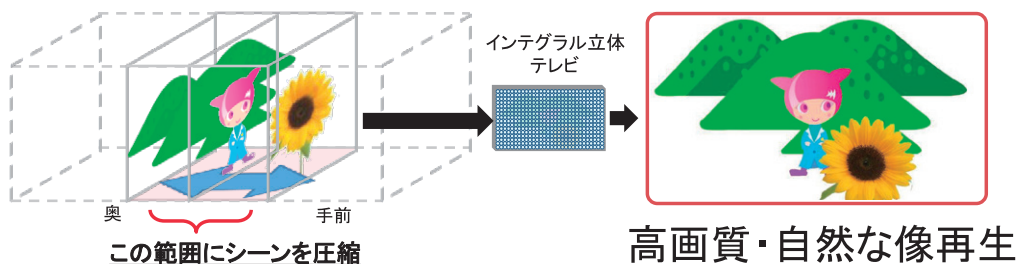 インテグラル立体
テレビ
奥
手前
この範囲にシーンを圧縮
高画質・自然な像再生